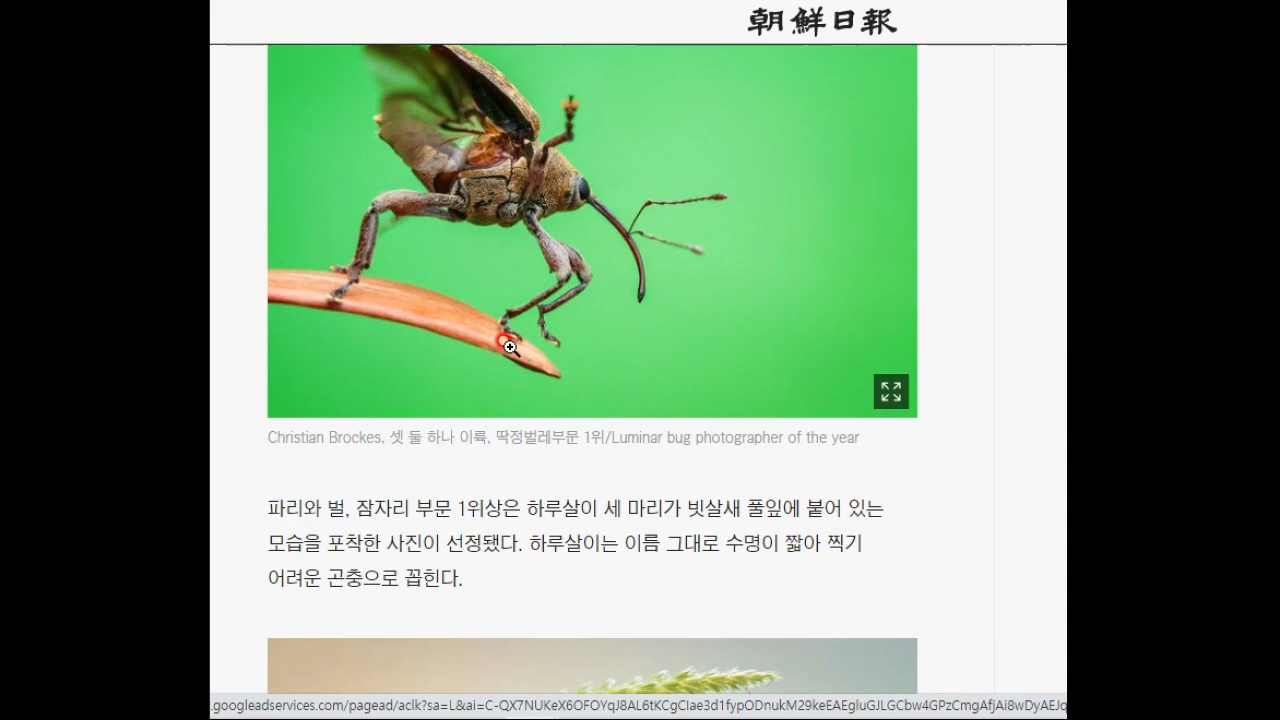 朝鮮日報
Christian Brockes, 셋 둘 하나 이륙, 딱정벌레부문 1위/Luminar bug photographer of the year
파리와 벌, 잠자리 부문 1위상은 하루살이 세 마리가 빗살새 풀잎에 붙어 있는
모습을 포착한 사진이 선정됐다. 하루살이는 이름 그대로 수명이 짧아 찍기
어려운 곤충으로 꼽힌다.
.googleadservices.com/pagead/aclk?sa=L&ai=C-QX7NUKeX6OFOYqJ8AL6tKCgCIae3d1fypODnukM29keEAEgluGJLGCbw4GPzCmgAfjAi8wDyAEJq